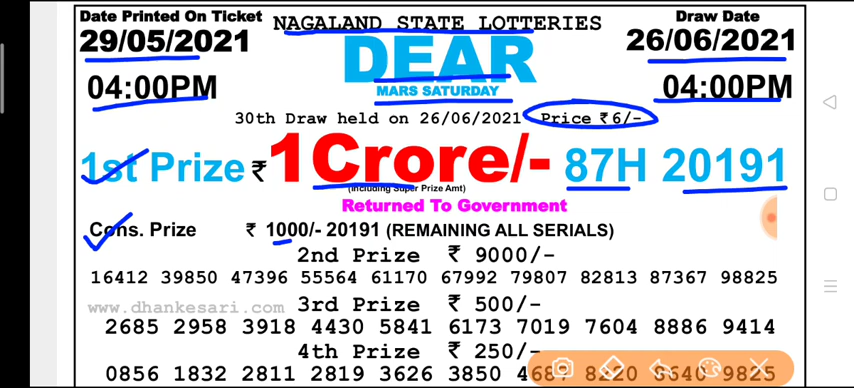 Date Printed On Ticket
29/05/2021
04:00PM
NAGALAND STATE LOTTERIES
DEAR
MARS SATURDAY
Draw Date
26/06/2021
04:00PM
30th Draw held on 26/06/2021 Price ₹6/-
1st Prize ₹ 1Crore/- 87H 20191
(Including Super Prize Amt)
Returned To Government
Cons. Prize ₹ 1000/- 20191 (REMAINING ALL SERIALS)
2nd Prize ₹ 9000/-
16412 39850 47396 55564 61170 67992 79807 82813 87367 98825
www.dhankesari.com
3rd Prize ₹ 500/-
2685 2958 3918 4430 5841 6173 7019 7604 8886 9414
4th Prize ₹ 250/-
0856 1832 2811 2819 3626 3850 4687 8220 8640 9825